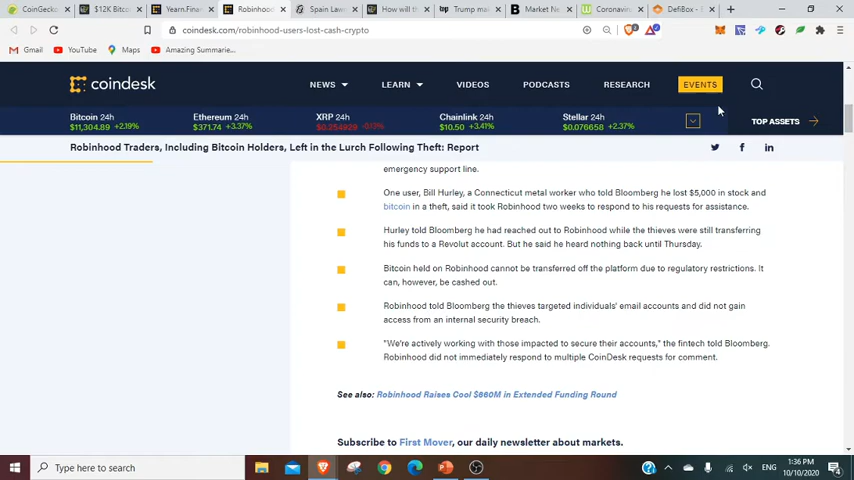 CoinGeck
$12K Bitco
Yearn.Finan
Robinhood
Spain Law
How will th
Trump mak
Market Ne
Coronaviru
DefiBox —
coindesk.com/robinhood-users-lost-cash-crypto
Gmail
YouTube
Maps
Amazing Summarie...
coindesk
NEWS
LEARN
VIDEOS
PODCASTS
RESEARCH
EVENTS
Bitcoin 24h
$11,304.89 +2.19%
Ethereum 24h
$371.74 +3.37%
XRP 24h
$0.254929 -0.13%
Chainlink 24h
$10.50 +3.41%
Stellar 24h
$0.076658 +2.37%
TOP ASSETS
Robinhood Traders, Including Bitcoin Holders, Left in the Lurch Following Theft: Report
emergency support line.
One user, Bill Hurley, a Connecticut metal worker who told Bloomberg he lost $5,000 in stock and
bitcoin in a theft, said it took Robinhood two weeks to respond to his requests for assistance.
Hurley told Bloomberg he had reached out to Robinhood while the thieves were still transferring
his funds to a Revolut account. But he said he heard nothing back until Thursday.
Bitcoin held on Robinhood cannot be transferred off the platform due to regulatory restrictions. It
can, however, be cashed out.
Robinhood told Bloomberg the thieves targeted individuals' email accounts and did not gain
access from an internal security breach.
"We're actively working with those impacted to secure their accounts," the fintech told Bloomberg.
Robinhood did not immediately respond to multiple CoinDesk requests for comment.
See also: Robinhood Raises Cool $660M in Extended Funding Round
Subscribe to First Mover, our daily newsletter about markets.
Type here to search
ENG
1:36 PM
10/10/2020